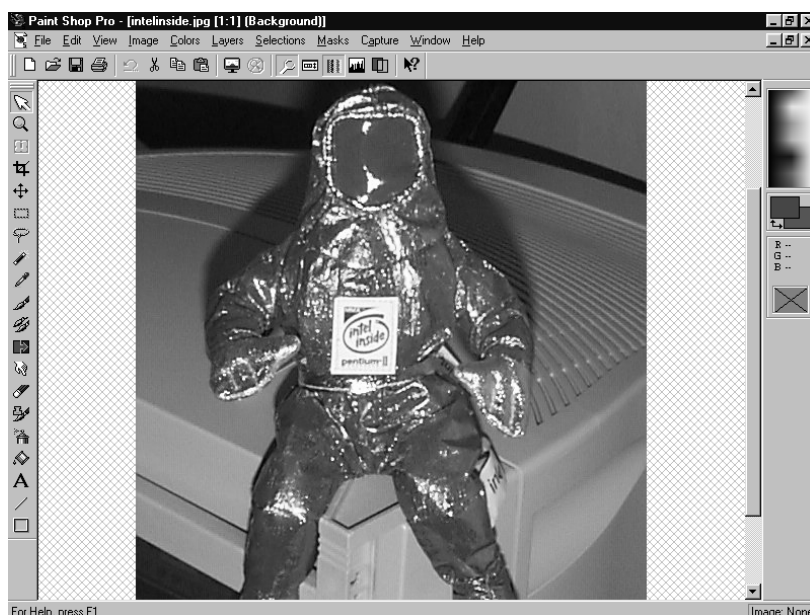 Paint Shop Pro - [intelinside.jpg [1:1] (Background)]
File Edit View Image Colors Layers Selections Masks Capture Window Help
R --
G --
B --
intel
inside
pentium·II
A
For Help, press F1
Image: None